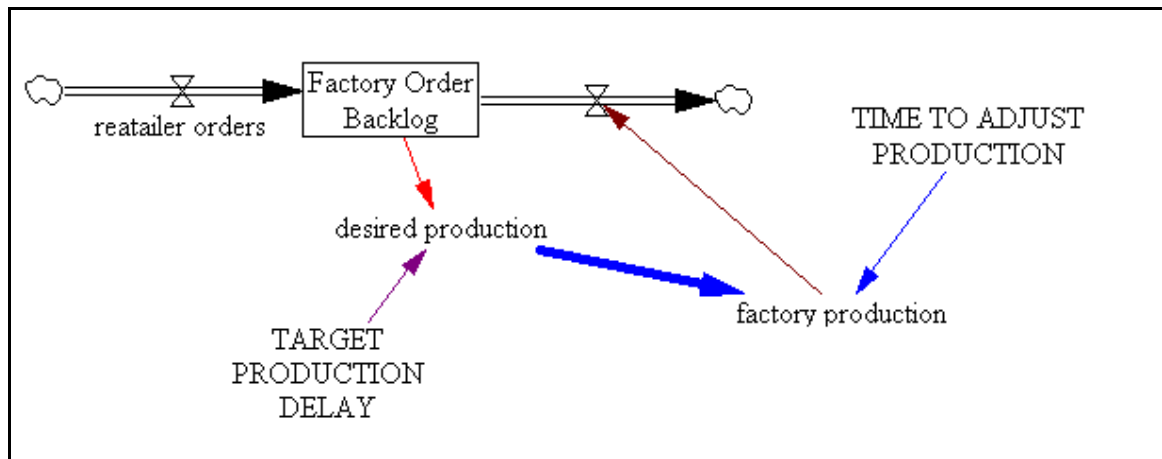 Factory Order
Backlog
reatailer orders
TIME TO ADJUST
PRODUCTION
desired production
factory production
TARGET
PRODUCTION
DELAY